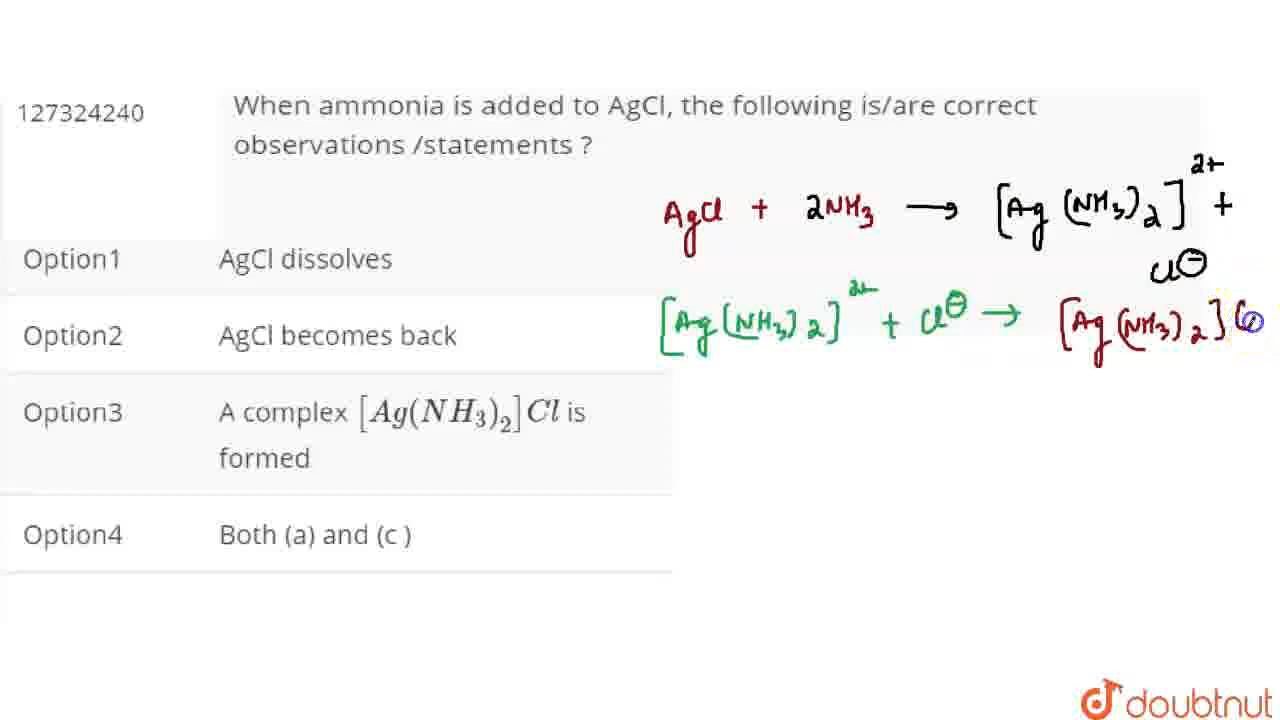 127324240
When ammonia is added to AgCl, the following is/are correct
observations /statements ?
AgCl + 2NH3 → [Ag(NH3)2]2+ +
Cl⊖
Option1 AgCl dissolves
[Ag(NH3)2]2+ + Cl⊖ → [Ag(NH3)2]
Option2 AgCl becomes back
Option3 A complex [Ag(NH3)2]Cl is
formed
Option4 Both (a) and (c )
doubtnut